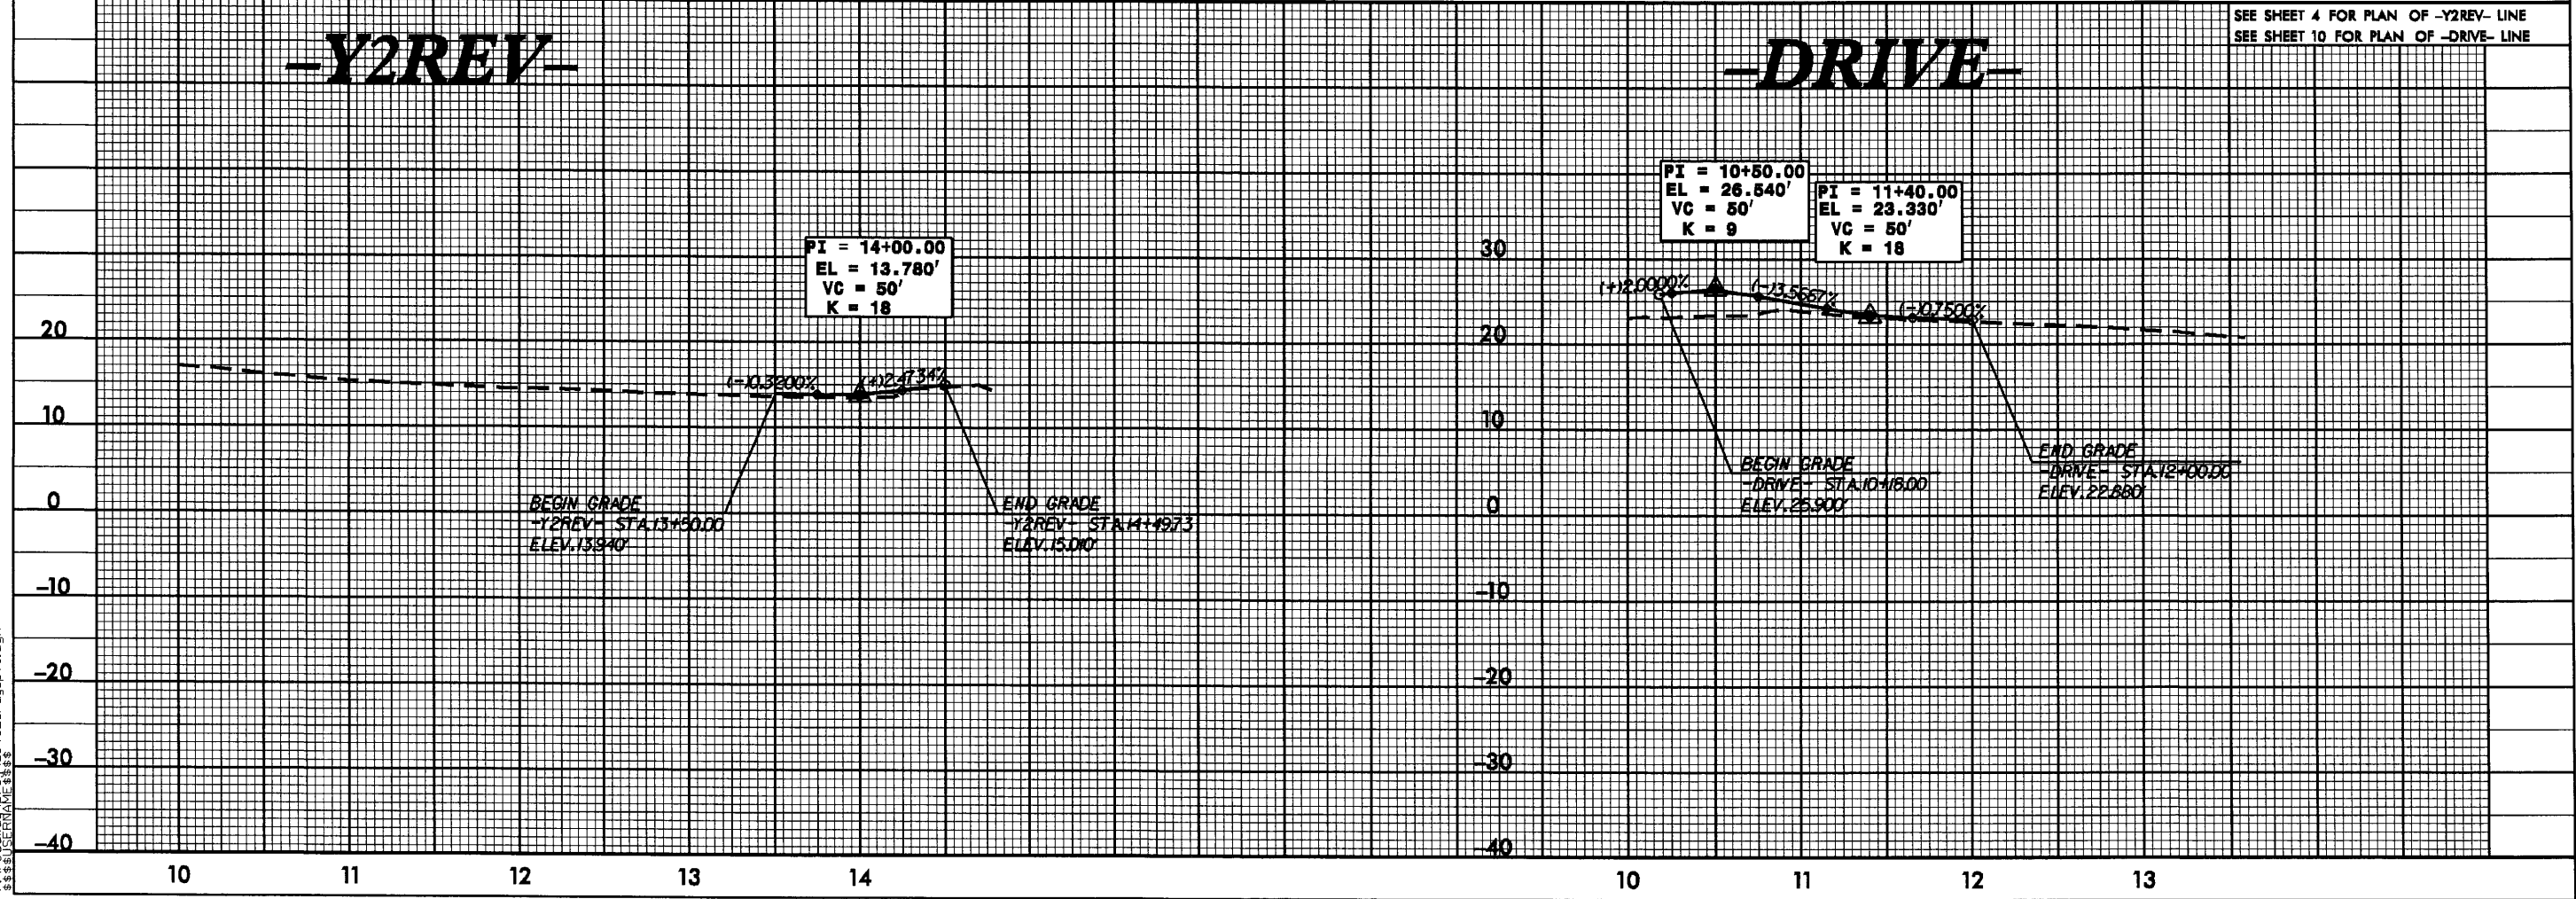 SEE SHEET 4 FOR PLAN OF -Y2REV- LINE
SEE SHEET 10 FOR PLAN OF -DRIVE- LINE
-Y2REV-
-DRIVE-
PI = 14+00.00
EL = 13.780'
VC = 50'
K = 18
PI = 10+50.00
EL = 26.540'
VC = 50'
K = 9
PI = 11+40.00
EL = 23.330'
VC = 50'
K = 18
(-)0.3200%
(+)2.4734%
(+)2.0000%
(-)3.5667%
(-)0.7500%
BEGIN GRADE
-Y2REV- STA.13+50.00
ELEV.13.940'
END GRADE
-Y2REV- STA.14+49.73
ELEV.15.010'
BEGIN GRADE
-DRIVE- STA.10+18.00
ELEV.25.900'
END GRADE
-DRIVE- STA.12+00.00
ELEV.22.880'
20
10
0
-10
-20
-30
-40
30
20
10
0
-10
-20
-30
-40
10 11 12 13 14
10 11 12 13
$$$$USERNAME$$$$